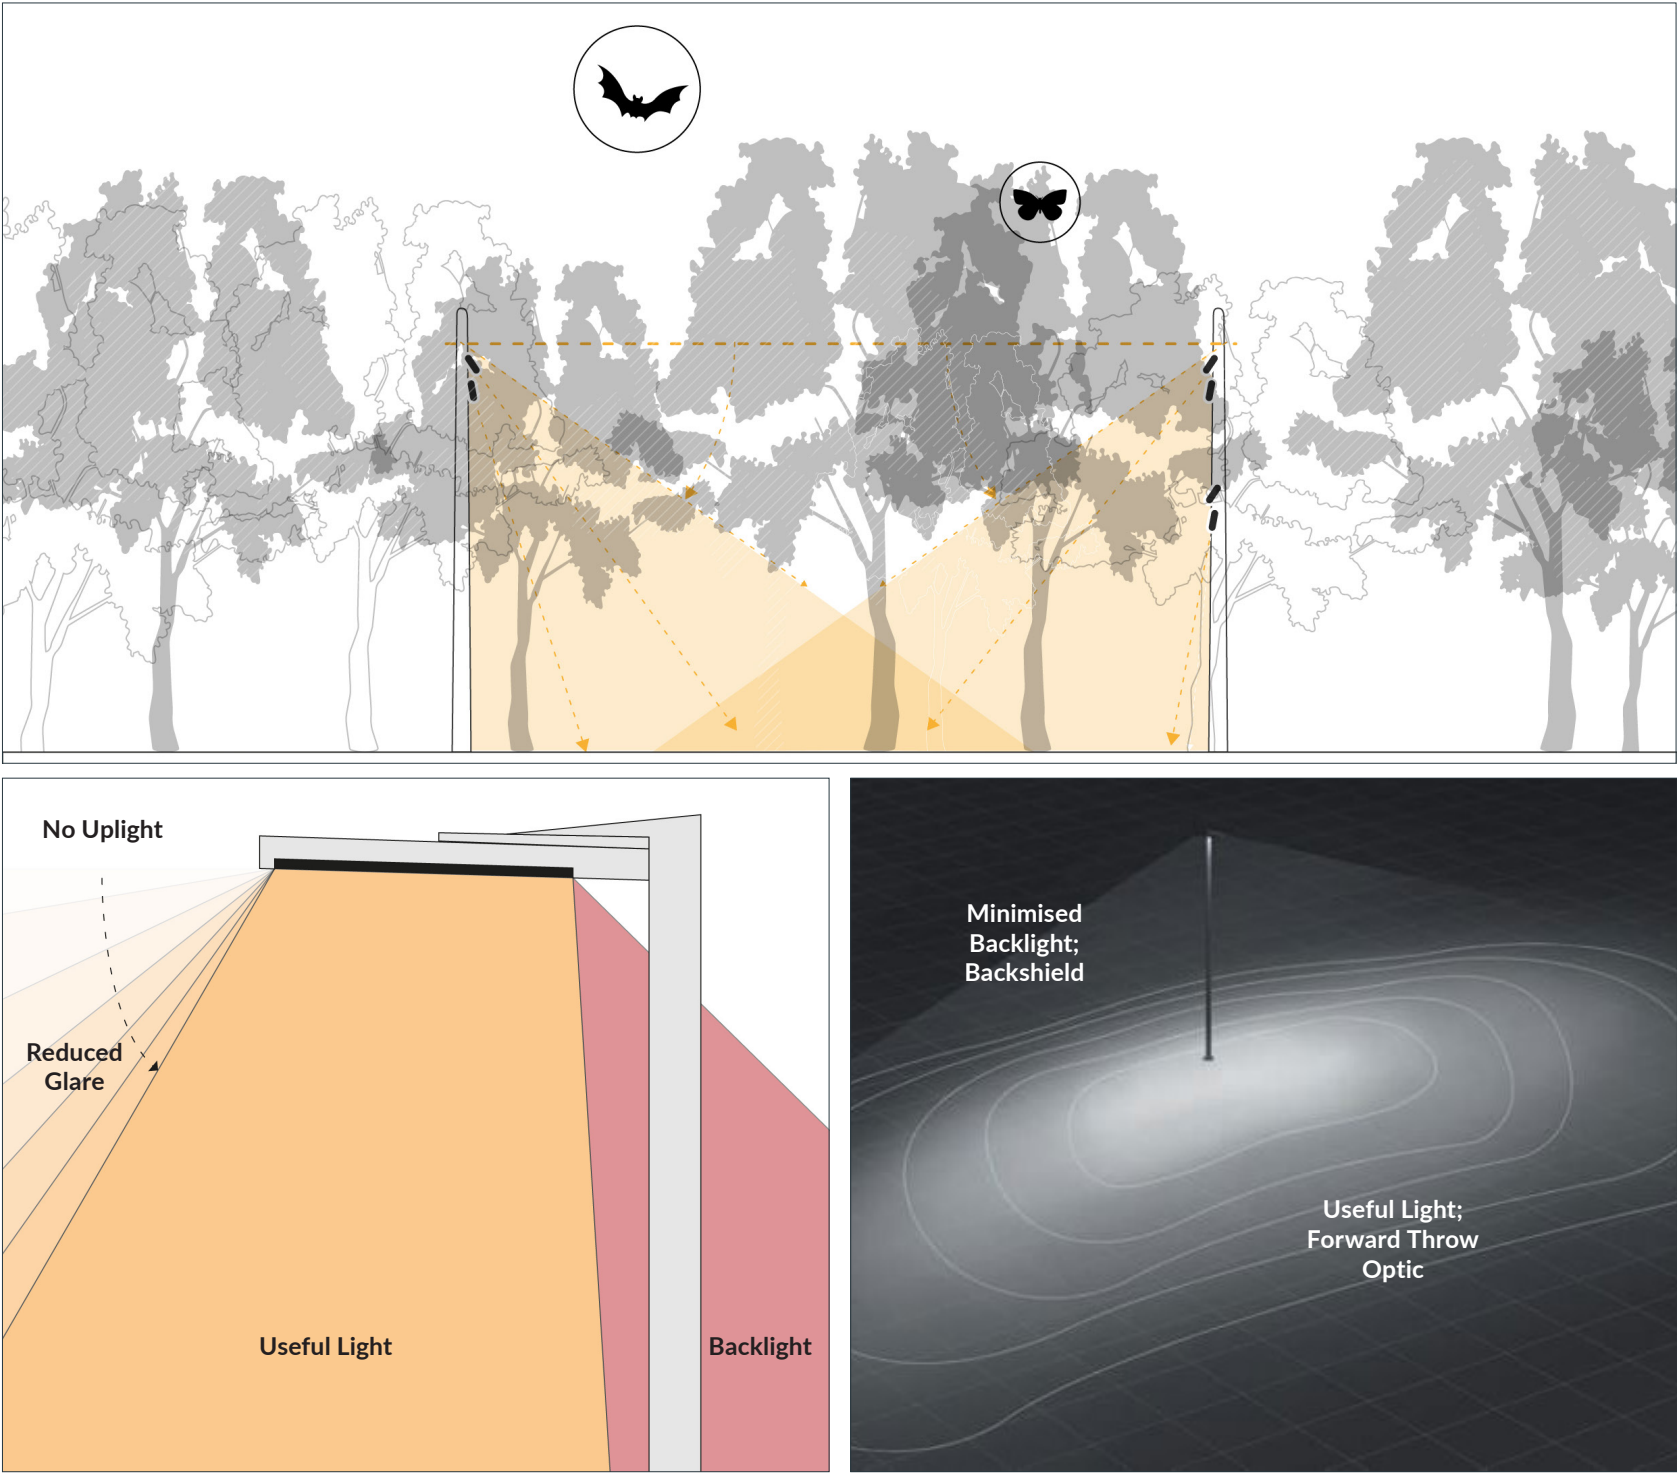 No Uplight
Reduced
Glare
Useful Light
Backlight
Minimised
Backlight;
Backshield
Useful Light;
Forward Throw
Optic